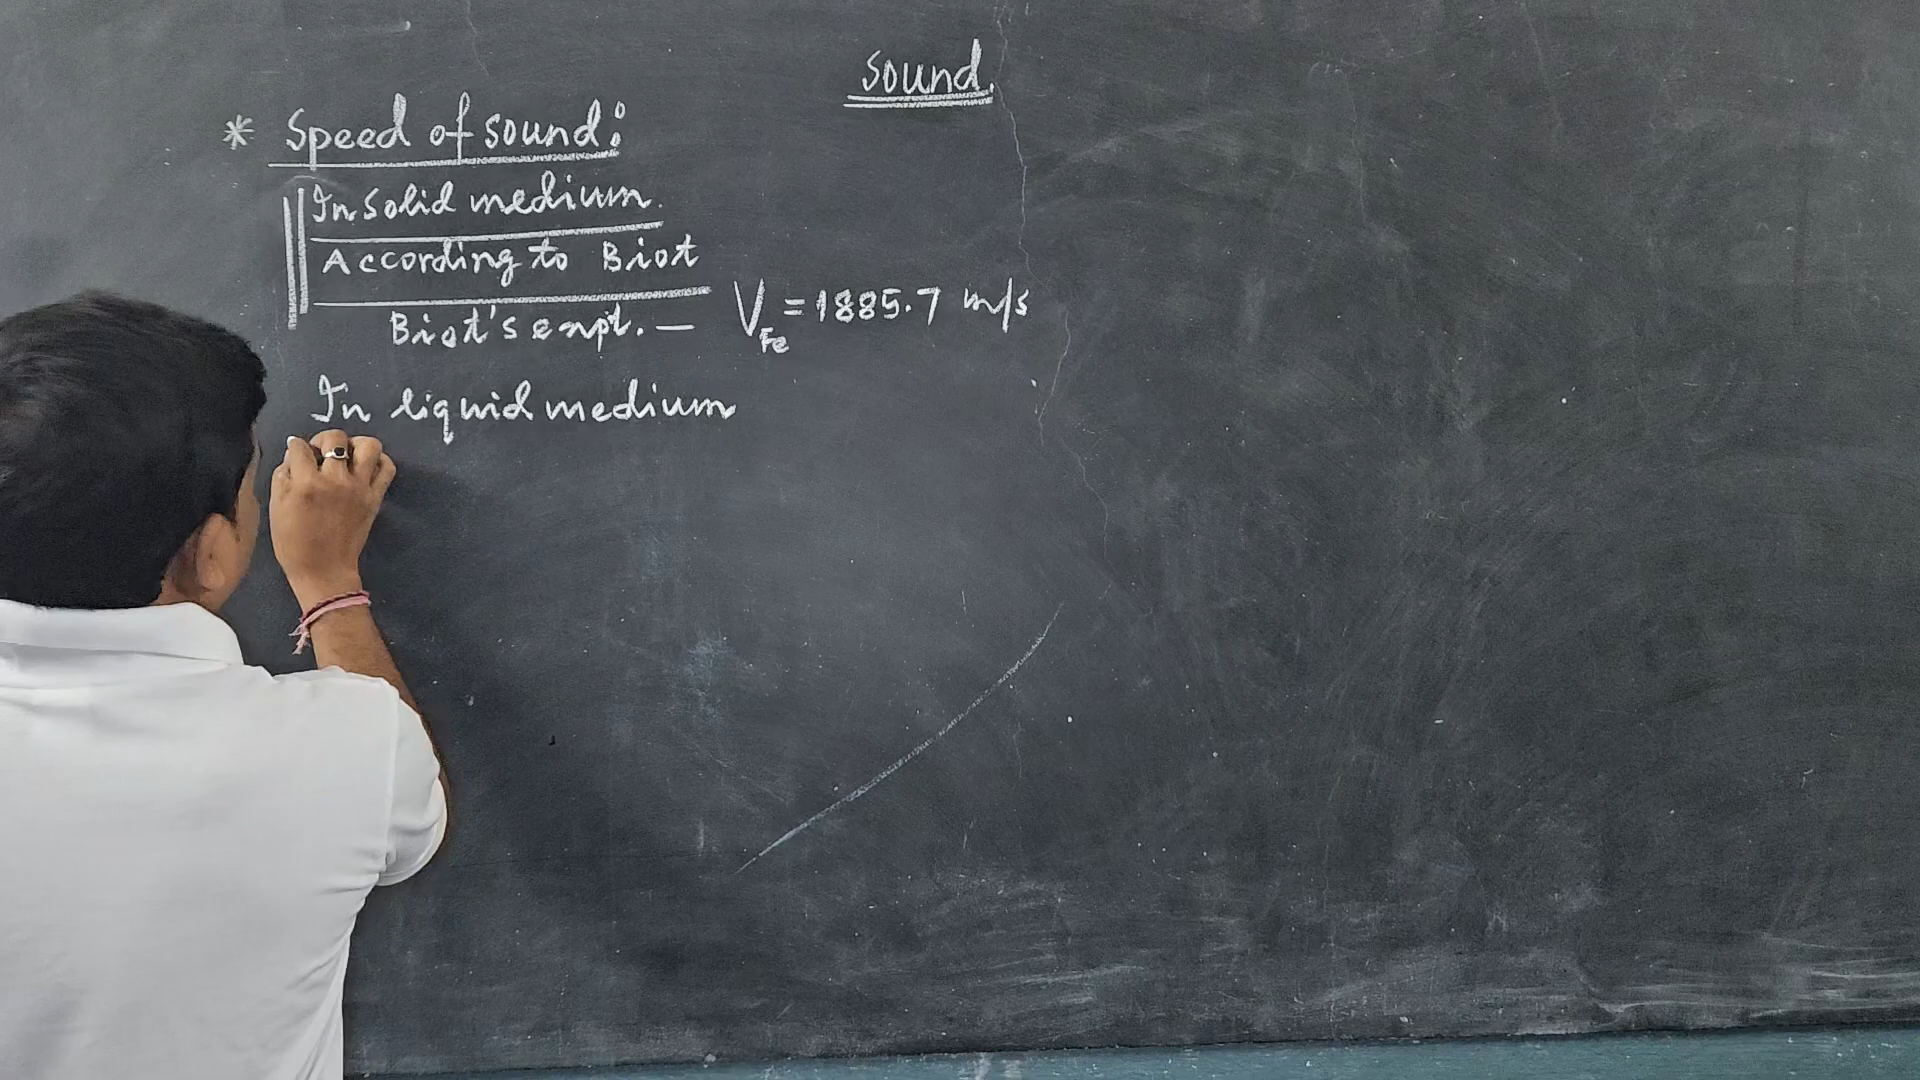 Sound.
* Speed of sound:
In solid medium.
According to Biot
Biot's expt. — V_Fe = 1885.7 m/s
In liquid medium